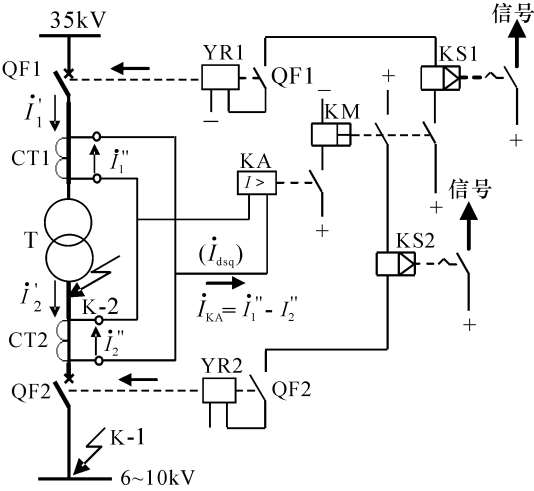 35kV
信号
YR1
KS1
QF1
QF1
−
+
İ₁'
−
KM
+
+
CT1
İ₁''
KA
I >
+
+
信号
T
(İdsq)
KS2
İ₂'
K-2
İKA= İ₁'' - İ₂''
CT2
İ₂''
+
YR2
QF2
QF2
−
K-1
6~10kV